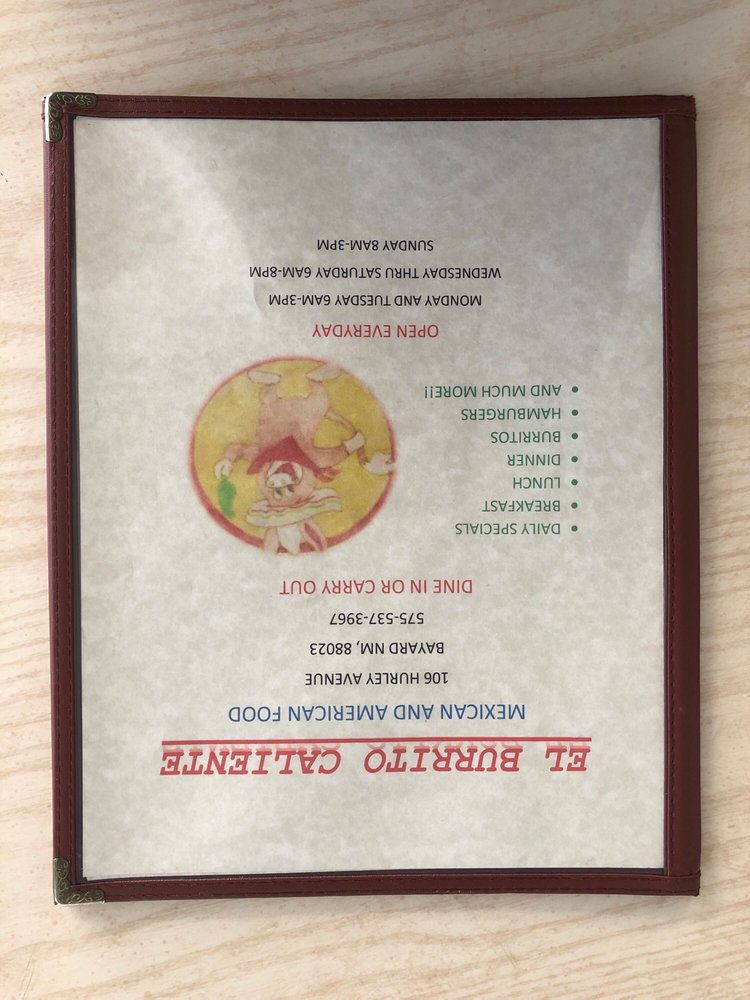 EL BURRITO CALIENTE
MEXICAN AND AMERICAN FOOD
106 HURLEY AVENUE
BAYARD NM, 88023
575-537-3967
DINE IN OR CARRY OUT
• DAILY SPECIALS
• BREAKFAST
• LUNCH
• DINNER
• BURRITOS
• HAMBURGERS
• AND MUCH MORE!!
OPEN EVERYDAY
MONDAY AND TUESDAY 6AM-3PM
WEDNESDAY THRU SATURDAY 6AM-8PM
SUNDAY 8AM-3PM